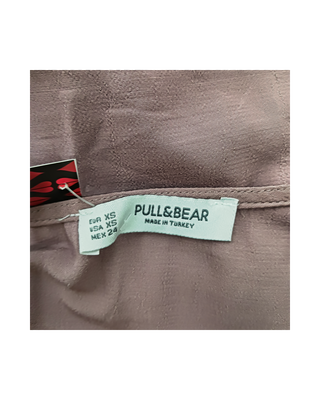 EUR XS
USA XS
MEX 24
PULL&BEAR
MADE IN TURKEY